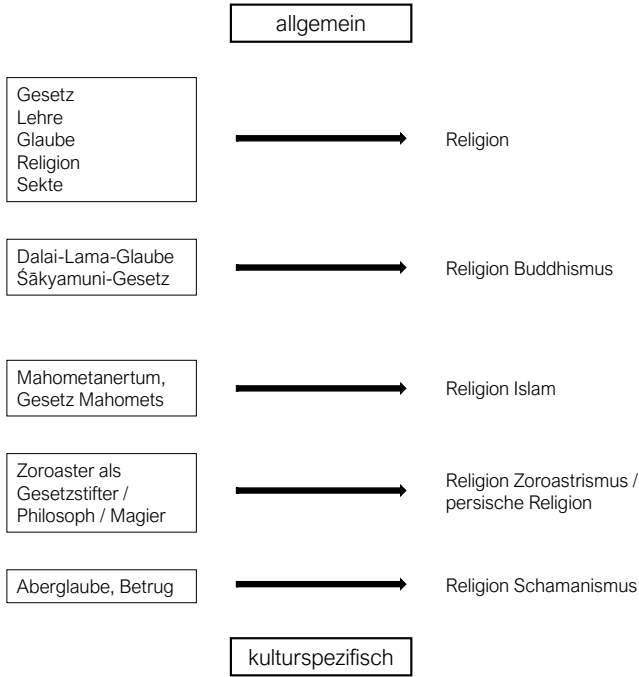 allgemein
Gesetz
Lehre
Glaube
Religion
Sekte
Religion
Dalai-Lama-Glaube
Śākyamuni-Gesetz
Religion Buddhismus
Mahometanertum,
Gesetz Mahomets
Religion Islam
Zoroaster als
Gesetzstifter /
Philosoph / Magier
Religion Zoroastrismus /
persische Religion
Aberglaube, Betrug
Religion Schamanismus
kulturspezifisch